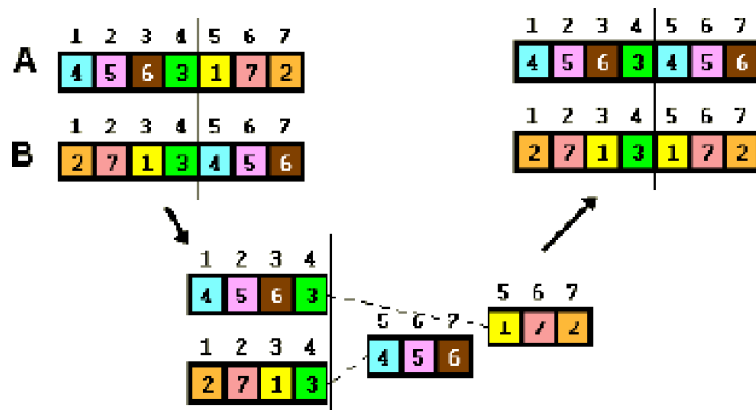 1 2 3 4 5 6 7
A 4 5 6 3 1 7 2
1 2 3 4 5 6 7
B 2 7 1 3 4 5 6
1 2 3 4 5 6 7
4 5 6 3 4 5 6
1 2 3 4 5 6 7
2 7 1 3 1 7 2
1 2 3 4
4 5 6 3
1 2 3 4
2 7 1 3
5 6 7
4 5 6
5 6 7
1 7 2